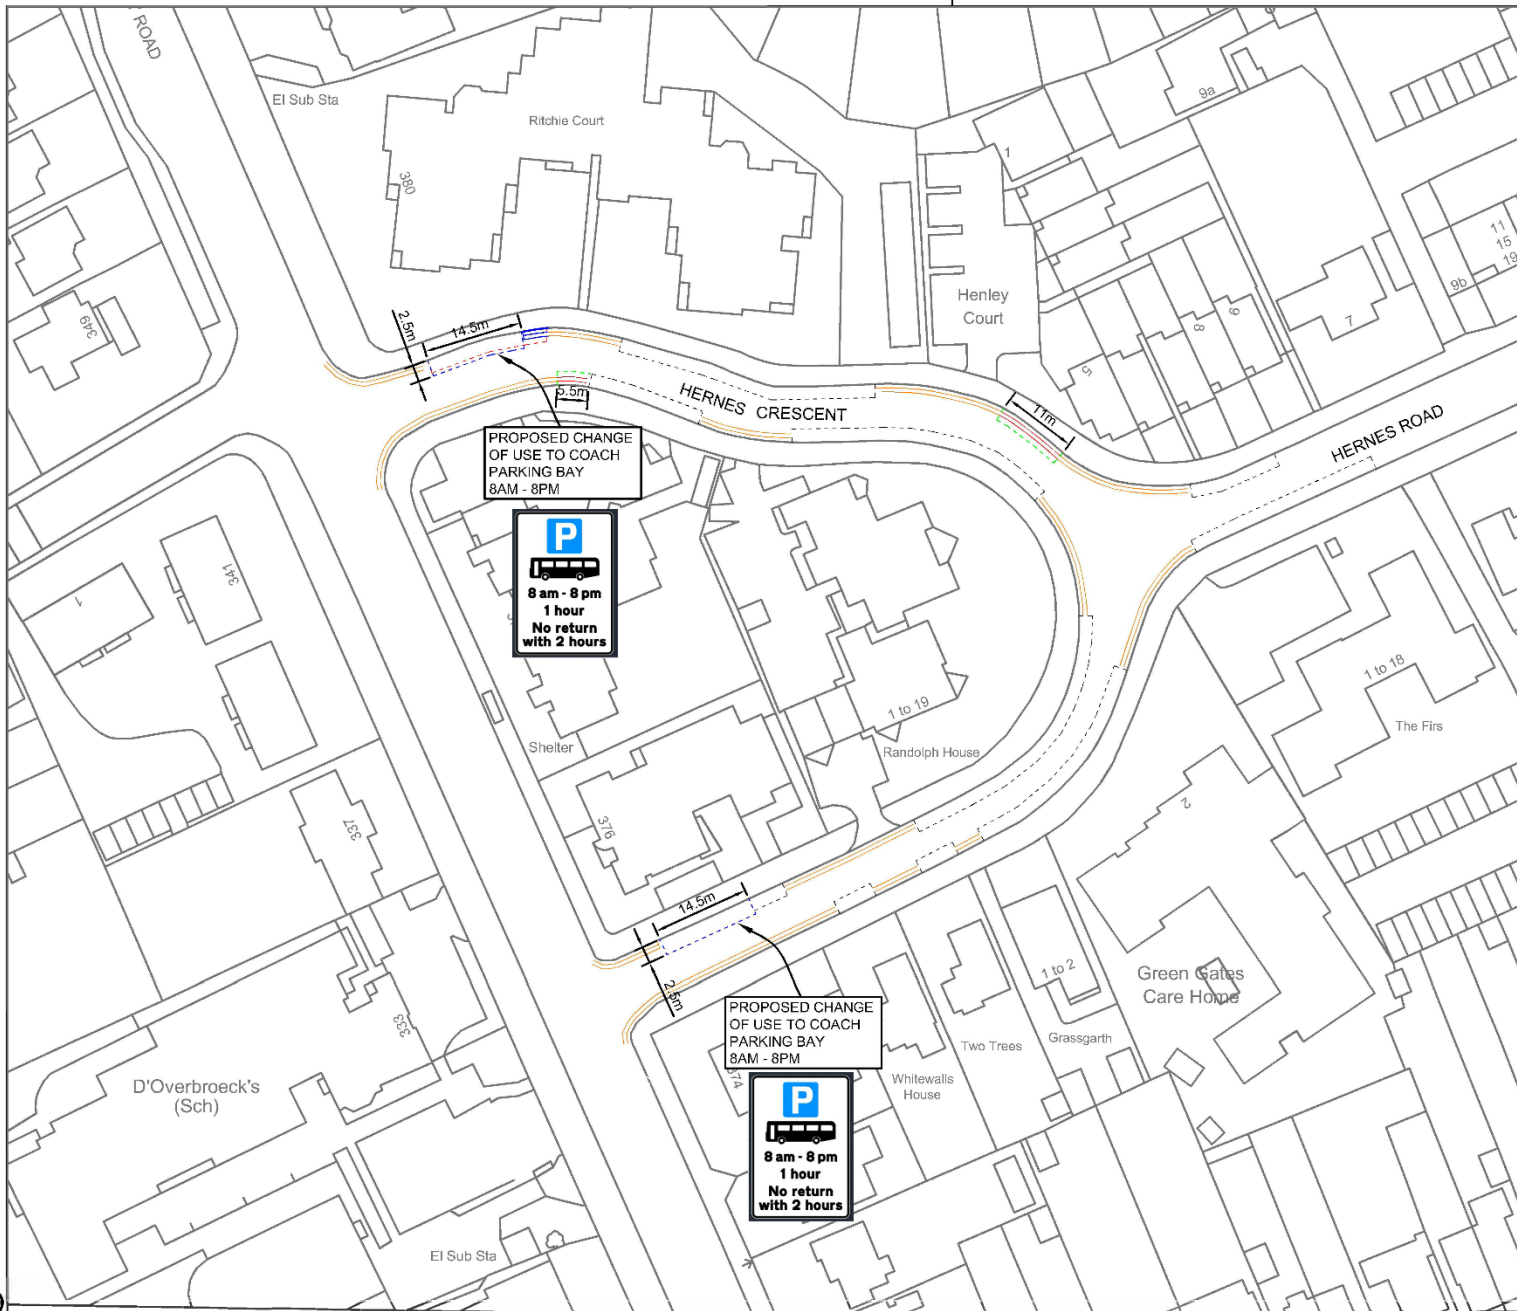 ROAD
El Sub Sta
Ritchie Court
380
9a
1
11
15
19
9b
349
2.5m
14.5m
Henley
Court
9
8
7
5
5.5m
HERNES CRESCENT
11m
HERNES ROAD
PROPOSED CHANGE
OF USE TO COACH
PARKING BAY
8AM - 8PM
P
8 am - 8 pm
1 hour
No return
with 2 hours
341
1
1 to 18
The Firs
1 to 19
Randolph House
Shelter
376
337
2
14.5m
2.5m
333
1 to 2
Green Gates
Care Home
PROPOSED CHANGE
OF USE TO COACH
PARKING BAY
8AM - 8PM
Two Trees
Grassgarth
Whitewalls
House
374
D'Overbroeck's
(Sch)
P
8 am - 8 pm
1 hour
No return
with 2 hours
El Sub Sta